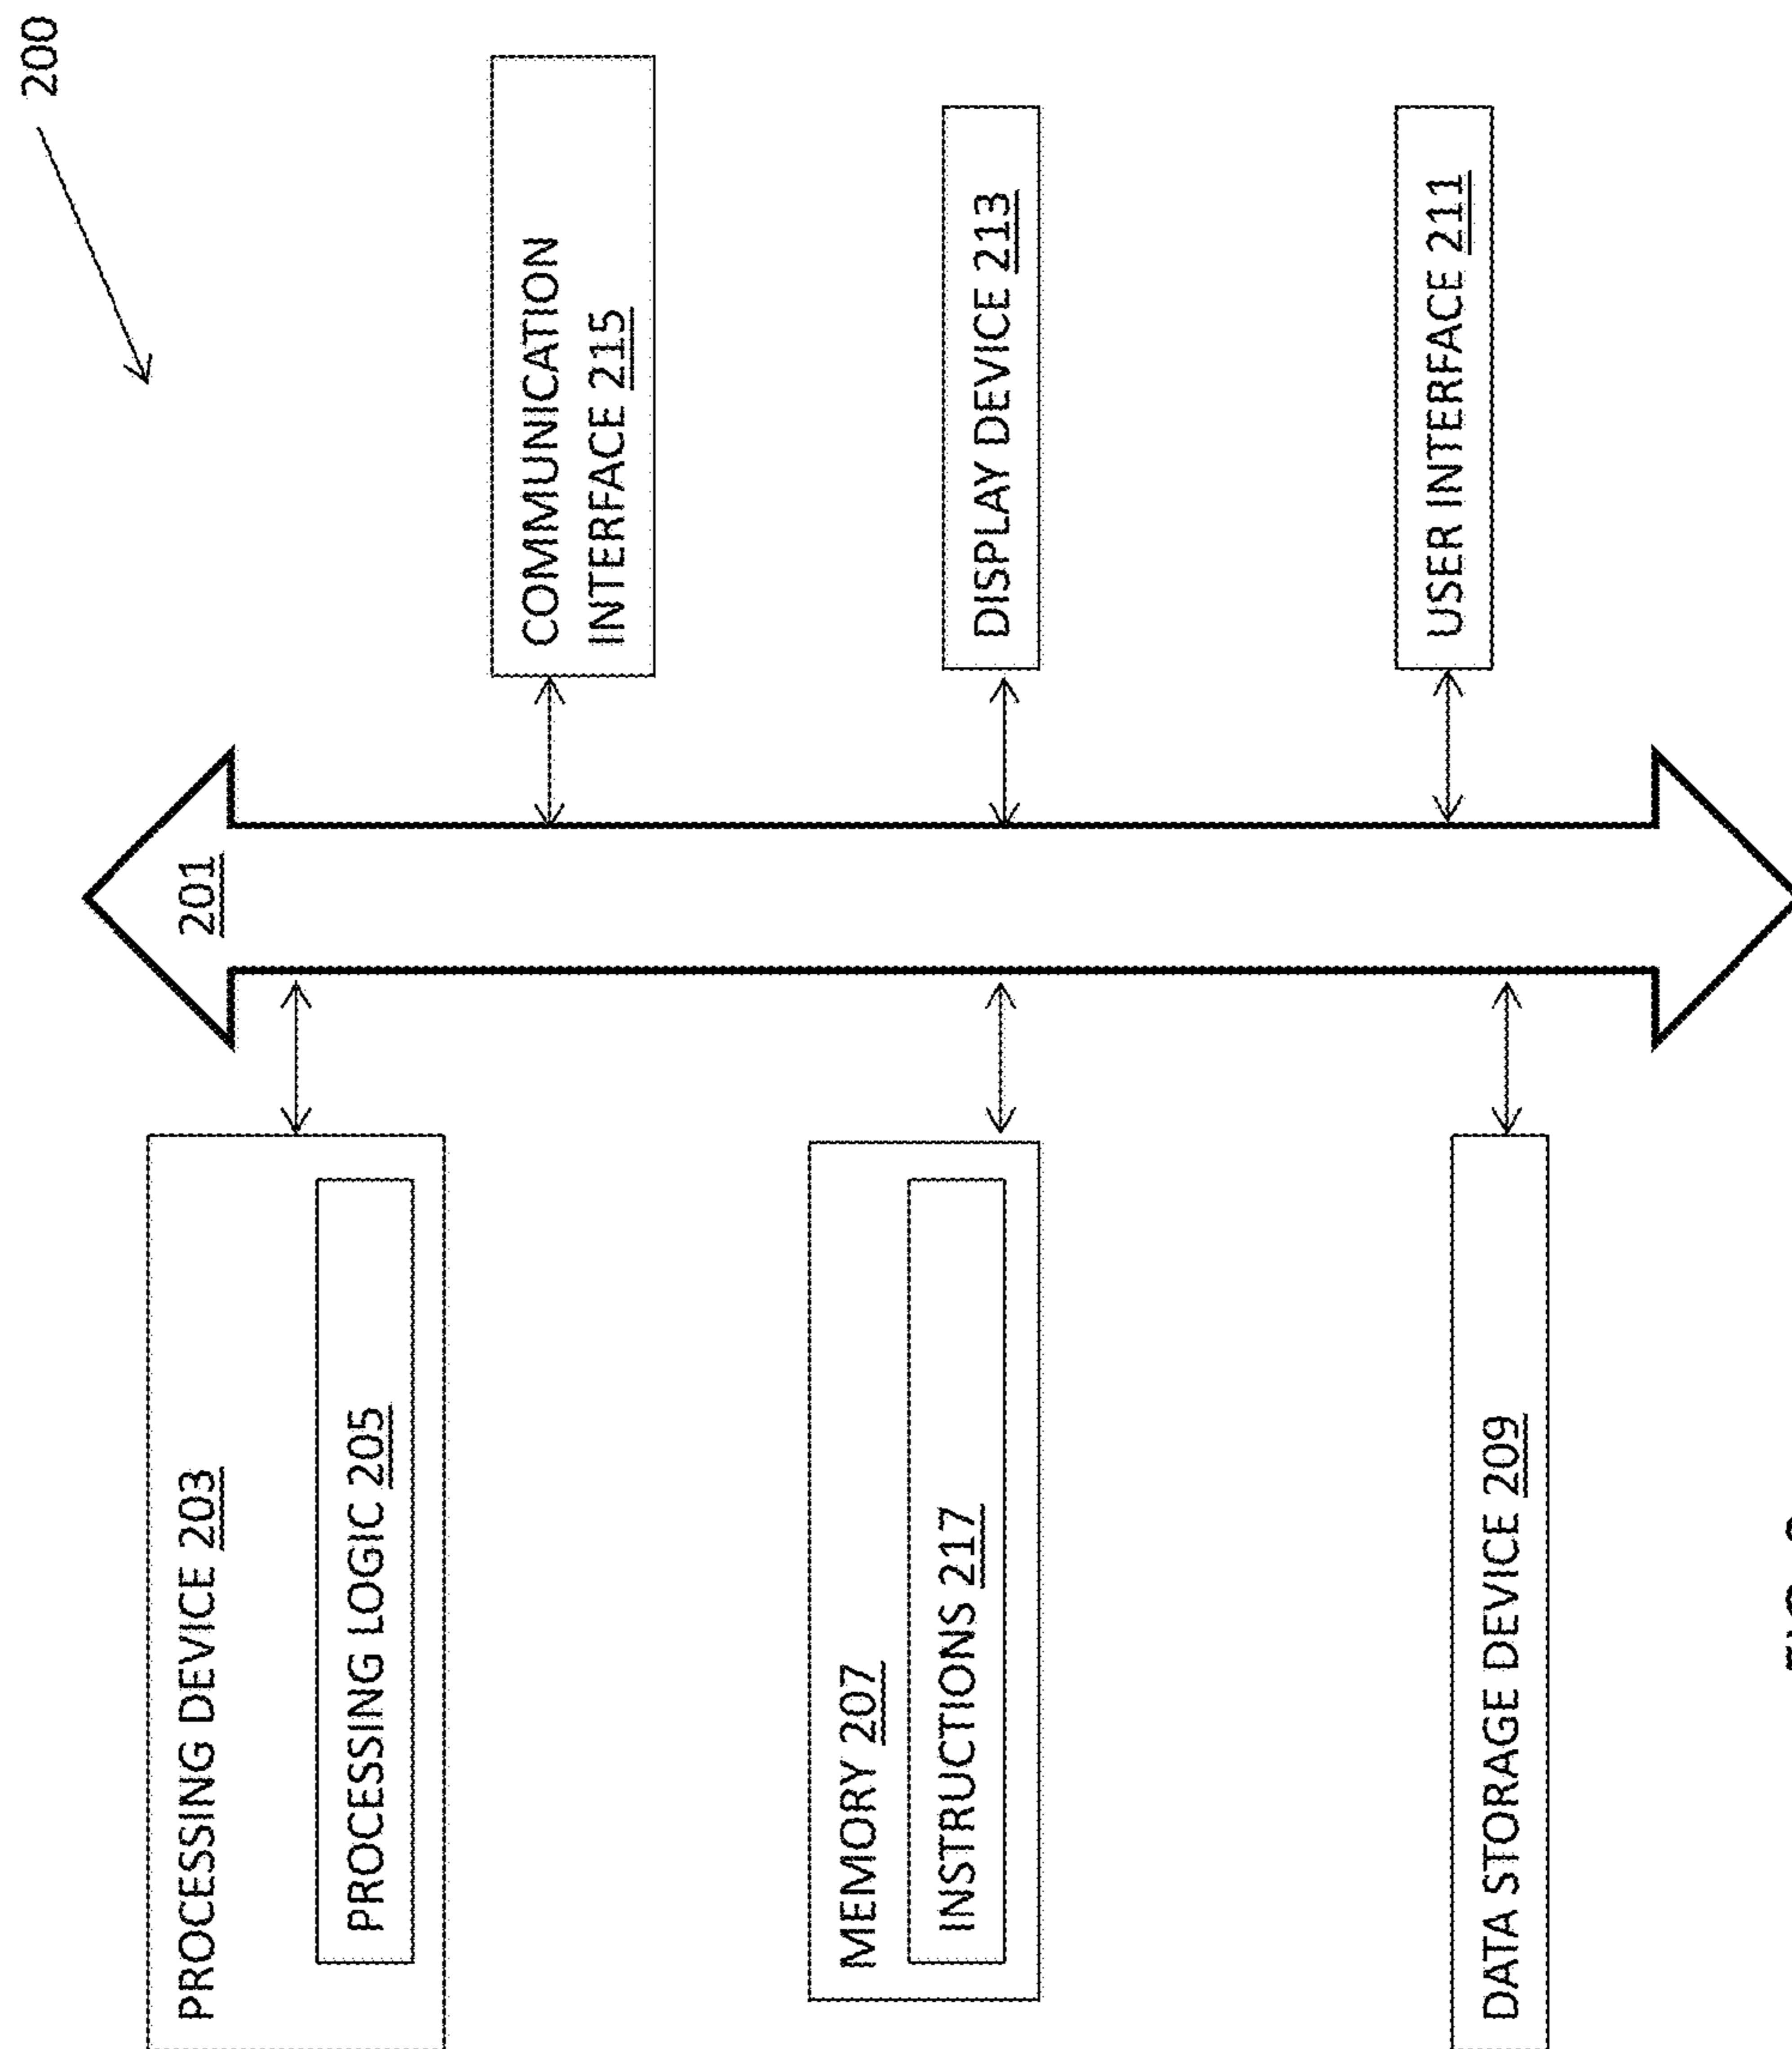 200
PROCESSING DEVICE 203
201
PROCESSING LOGIC 205
COMMUNICATION
INTERFACE 215
MEMORY 207
INSTRUCTIONS 217
DISPLAY DEVICE 213
USER INTERFACE 211
DATA STORAGE DEVICE 209